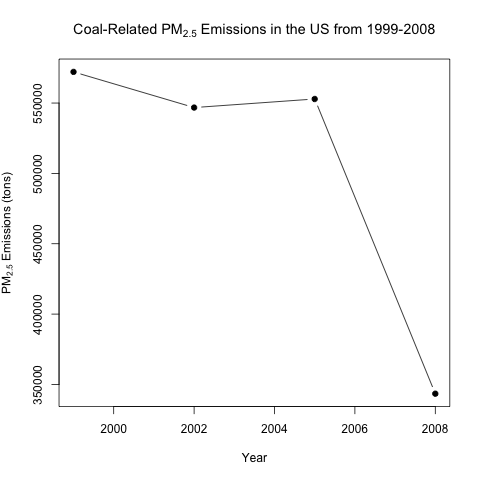 Coal-Related PM2.5 Emissions in the US from 1999-2008
PM2.5 Emissions (tons)
550000
500000
450000
400000
350000
2000 2002 2004 2006 2008
Year